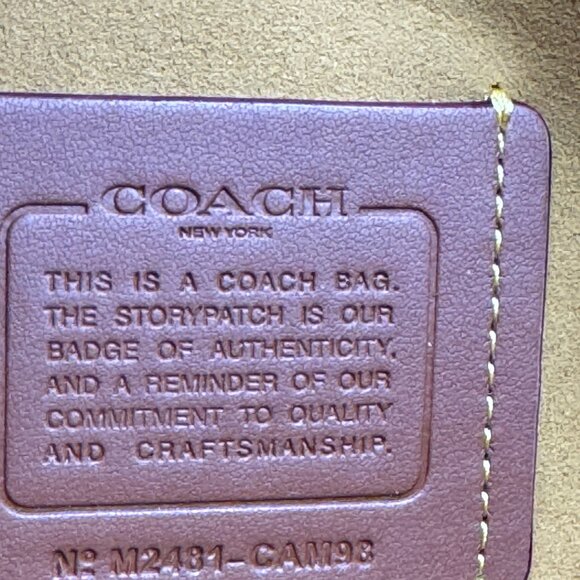 COACH
NEW YORK
THIS IS A COACH BAG.
THE STORYPATCH IS OUR
BADGE OF AUTHENTICITY,
AND A REMINDER OF OUR
COMMITMENT TO QUALITY
AND CRAFTSMANSHIP.
Nº M2481-CAM98